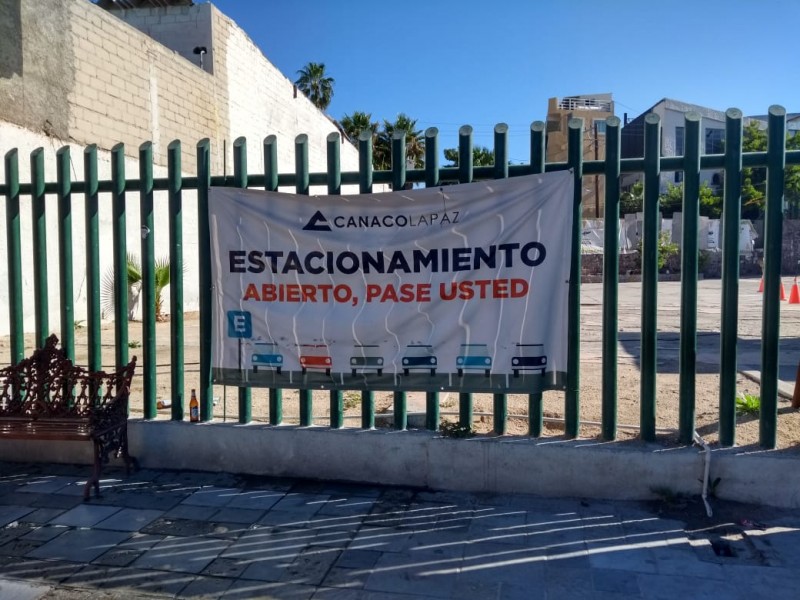 CANACOLAPAZ
ESTACIONAMIENTO
ABIERTO, PASE USTED
E